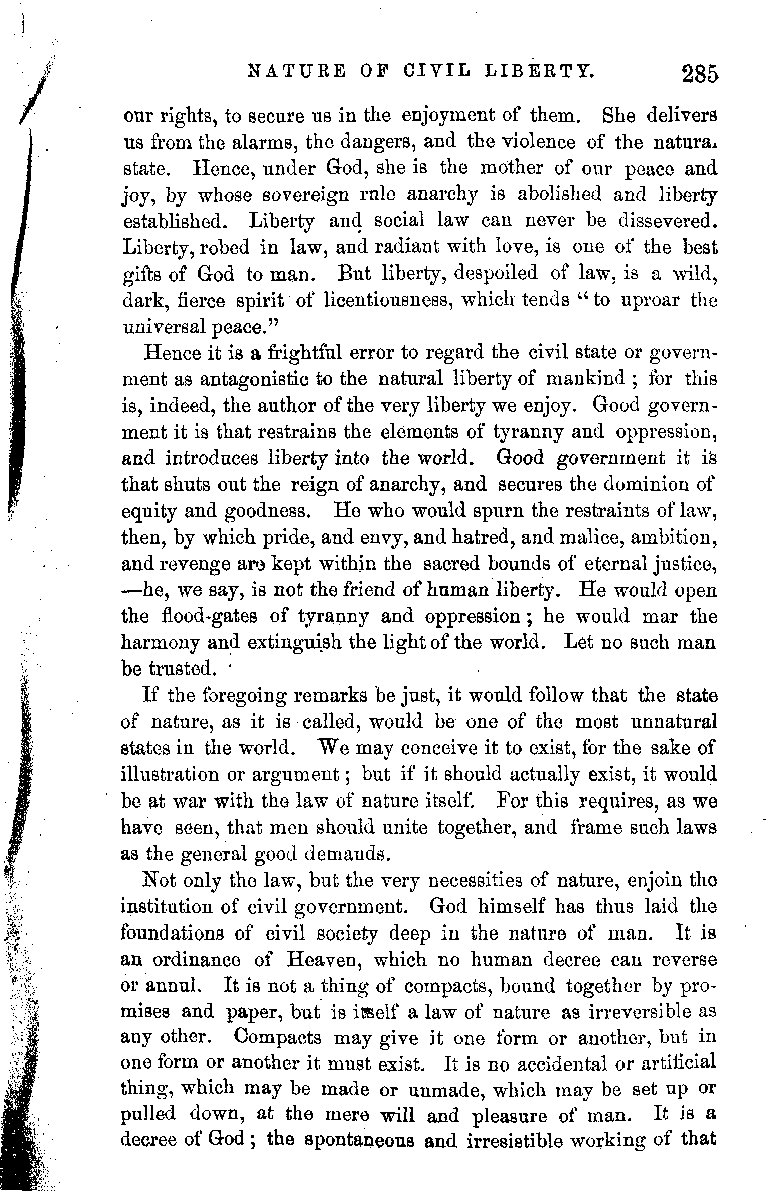 NATURE OF CIVIL LIBERTY. 285
our rights, to secure us in the enjoyment of them. She delivers
us from the alarms, the dangers, and the violence of the natural
state. Hence, under God, she is the mother of our peace and
joy, by whose sovereign rule anarchy is abolished and liberty
established. Liberty and social law can never be dissevered.
Liberty, robed in law, and radiant with love, is one of the best
gifts of God to man. But liberty, despoiled of law, is a wild,
dark, fierce spirit of licentiousness, which tends “to uproar the
universal peace.”
Hence it is a frightful error to regard the civil state or govern-
ment as antagonistic to the natural liberty of mankind; for this
is, indeed, the author of the very liberty we enjoy. Good govern-
ment it is that restrains the elements of tyranny and oppression,
and introduces liberty into the world. Good government it is
that shuts out the reign of anarchy, and secures the dominion of
equity and goodness. He who would spurn the restraints of law,
then, by which pride, and envy, and hatred, and malice, ambition,
and revenge are kept within the sacred bounds of eternal justice,
—he, we say, is not the friend of human liberty. He would open
the flood-gates of tyranny and oppression; he would mar the
harmony and extinguish the light of the world. Let no such man
be trusted.
If the foregoing remarks be just, it would follow that the state
of nature, as it is called, would be one of the most unnatural
states in the world. We may conceive it to exist, for the sake of
illustration or argument; but if it should actually exist, it would
be at war with the law of nature itself. For this requires, as we
have seen, that men should unite together, and frame such laws
as the general good demands.
Not only the law, but the very necessities of nature, enjoin the
institution of civil government. God himself has thus laid the
foundations of civil society deep in the nature of man. It is
an ordinance of Heaven, which no human decree can reverse
or annul. It is not a thing of compacts, bound together by pro-
mises and paper, but is itself a law of nature as irreversible as
any other. Compacts may give it one form or another, but in
one form or another it must exist. It is no accidental or artificial
thing, which may be made or unmade, which may be set up or
pulled down, at the mere will and pleasure of man. It is a
decree of God; the spontaneous and irresistible working of that